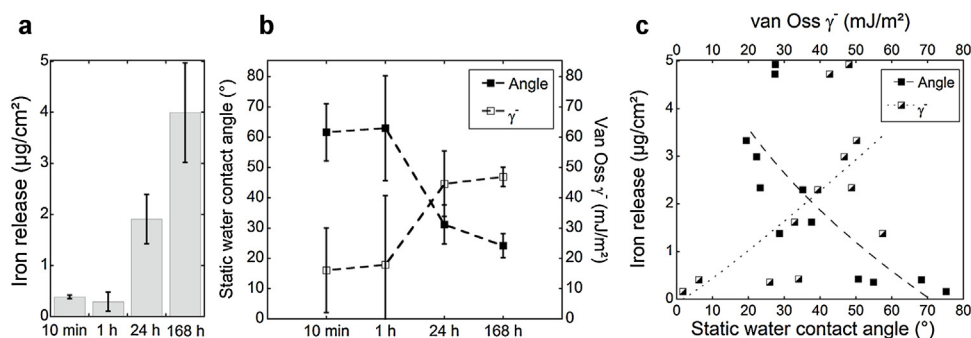 a
Iron release (µg/cm²)
5
4
3
2
1
0
10 min 1 h 24 h 168 h
b
Static water contact angle (°)
80
70
60
50
40
30
20
10
0
Angle
γ-
80
70
60
50
40
30
20
10
0
Van Oss γ- (mJ/m²)
10 min 1 h 24 h 168 h
c
van Oss γ- (mJ/m²)
0 10 20 30 40 50 60 70 80
Iron release (µg/cm²)
5
4
3
2
1
0
Angle
γ-
0 10 20 30 40 50 60 70 80
Static water contact angle (°)